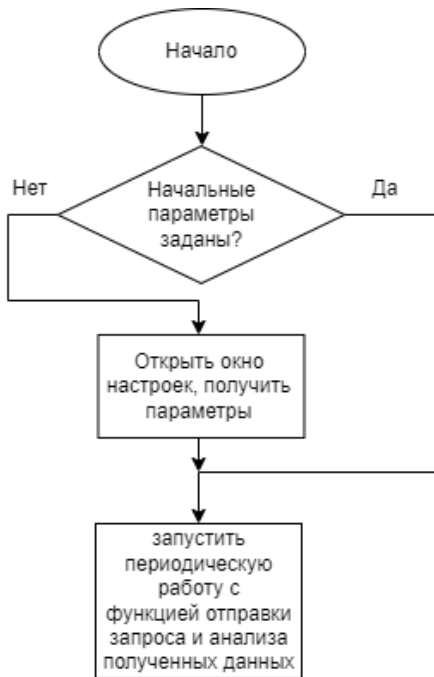 Начало
Нет
Начальные
параметры
заданы?
Да
Открыть окно
настроек, получить
параметры
запустить
периодическую
работу с
функцией отправки
запроса и анализа
полученных данных